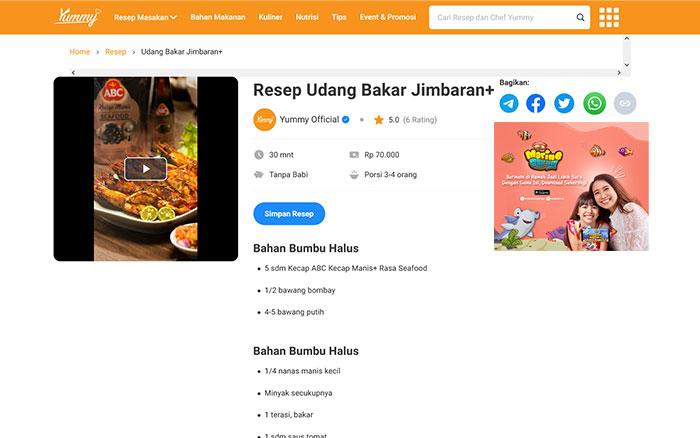 Yummy
Resep Masakan
Bahan Makanan
Kuliner
Nutrisi
Tips
Event & Promosi
Cari Resep dan Chef Yummy
Home > Resep > Udang Bakar Jimbaran+
ABC
Kecap Manis
SEAFOOD
Resep Udang Bakar Jimbaran+
Yummy
Yummy Official
5.0 (6 Rating)
30 mnt
Rp 70.000
Tanpa Babi
Porsi 3-4 orang
Simpan Resep
Bahan Bumbu Halus
5 sdm Kecap ABC Kecap Manis+ Rasa Seafood
1/2 bawang bombay
4-5 bawang putih
Bahan Bumbu Halus
1/4 nanas manis kecil
Minyak secukupnya
1 terasi, bakar
1 sdm saus tomat
Bagikan:
Bermain di Rumah Jadi Lebih Seru
Dengan Game Ini, Download Sekarang!